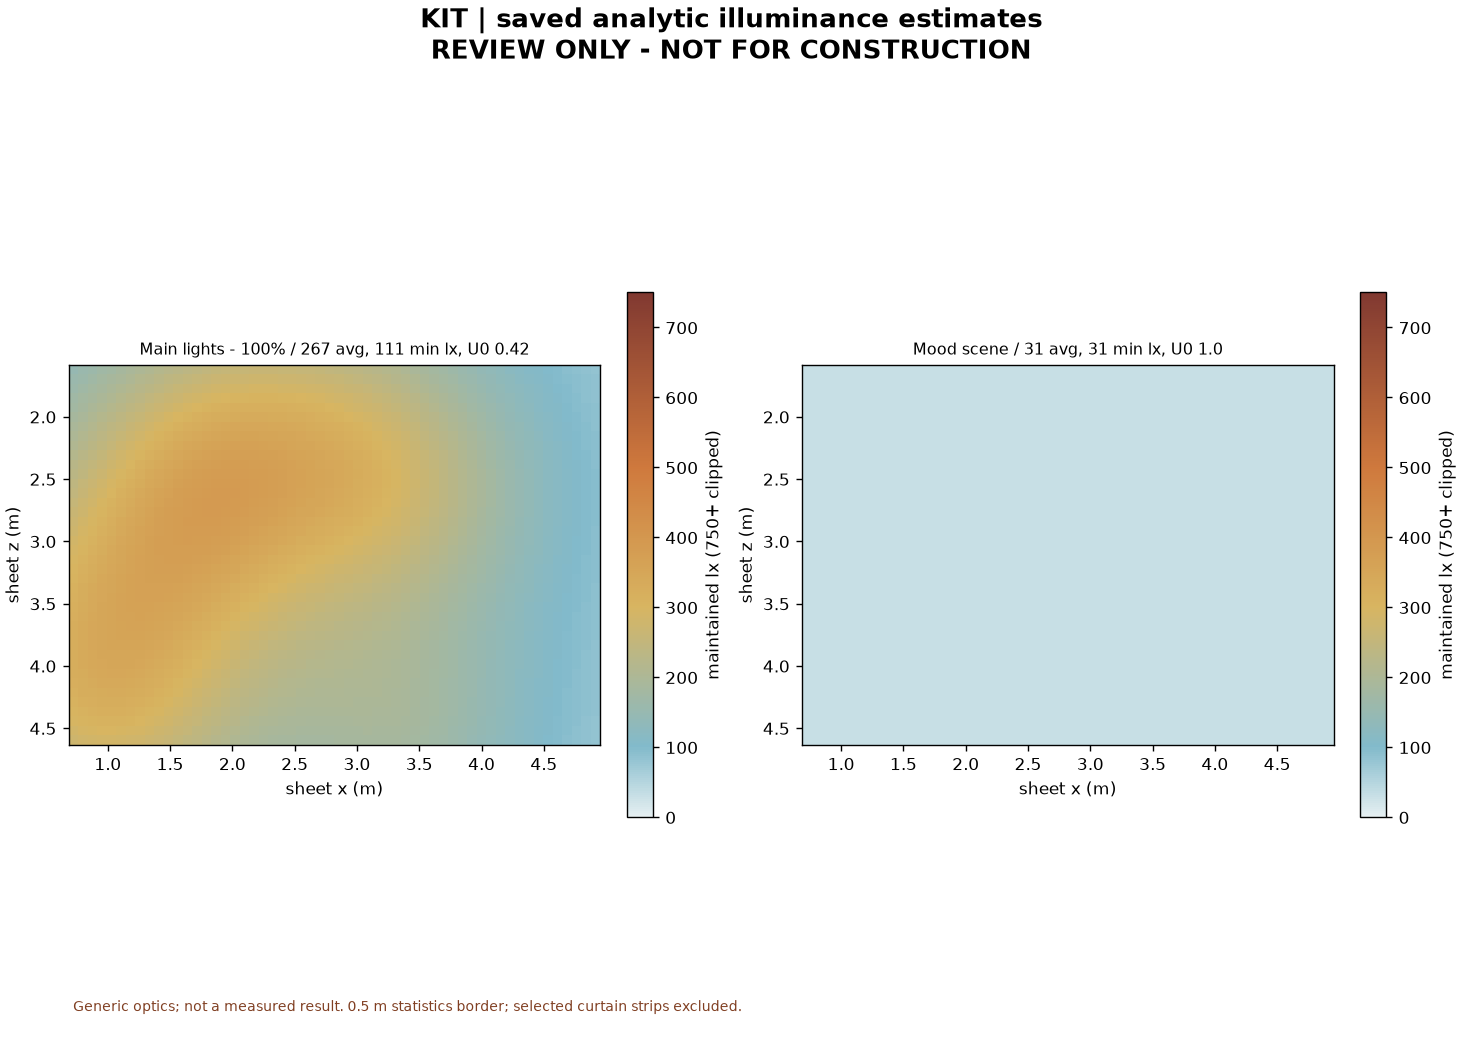 KIT | saved analytic illuminance estimates
REVIEW ONLY - NOT FOR CONSTRUCTION
Main lights - 100% / 267 avg, 111 min lx, U0 0.42
2.0
2.5
3.0
3.5
4.0
4.5
sheet z (m)
1.0 1.5 2.0 2.5 3.0 3.5 4.0 4.5
sheet x (m)
700
600
500
400
300
200
100
0
maintained lx (750+ clipped)
Mood scene / 31 avg, 31 min lx, U0 1.0
2.0
2.5
3.0
3.5
4.0
4.5
sheet z (m)
1.0 1.5 2.0 2.5 3.0 3.5 4.0 4.5
sheet x (m)
700
600
500
400
300
200
100
0
maintained lx (750+ clipped)
Generic optics; not a measured result. 0.5 m statistics border; selected curtain strips excluded.